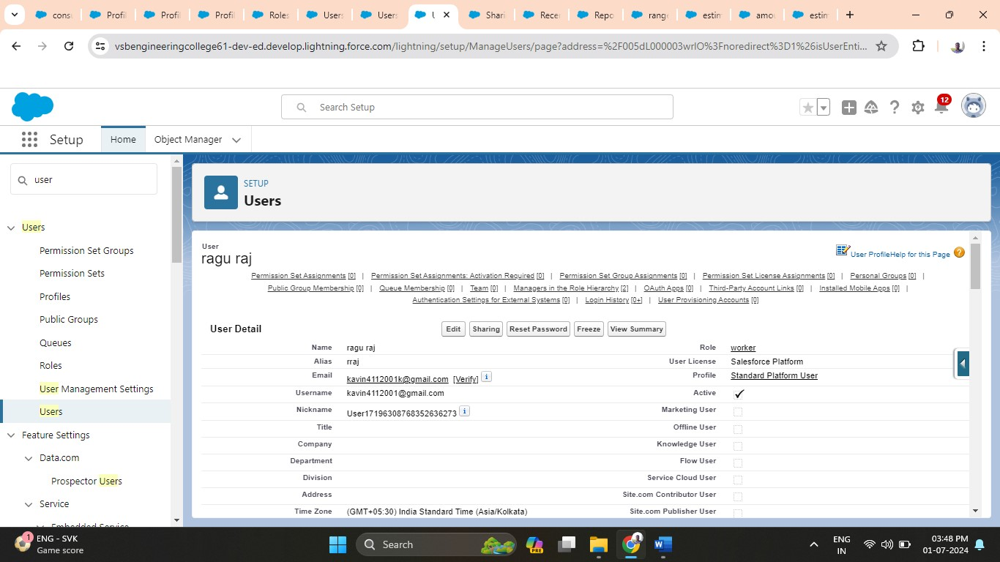 consu
Profil
Profil
Profil
Roles
Users
Users
U
Shari
Recen
Repo
range
estim
amou
estim
vsbengineeringcollege61-dev-ed.develop.lightning.force.com/lightning/setup/ManageUsers/page?address=%2F005dL000003wrIO%3Fnoredirect%3D1%26isUserEnti...
Search Setup
12
Setup Home Object Manager
user
Users
Permission Set Groups
Permission Sets
Profiles
Public Groups
Queues
Roles
User Management Settings
Users
Feature Settings
Data.com
Prospector Users
Service
Embedded Service
SETUP
Users
User
ragu raj
User Profile Help for this Page
Permission Set Assignments [0] | Permission Set Assignments: Activation Required [0] | Permission Set Group Assignments [0] | Permission Set License Assignments [0] | Personal Groups [0] |
Public Group Membership [0] | Queue Membership [0] | Team [0] | Managers in the Role Hierarchy [2] | OAuth Apps [0] | Third-Party Account Links [0] | Installed Mobile Apps [0] |
Authentication Settings for External Systems [0] | Login History [0+] | User Provisioning Accounts [0]
User Detail Edit Sharing Reset Password Freeze View Summary
Name ragu raj Role worker
Alias rraj User License Salesforce Platform
Email kavin4112001k@gmail.com [Verify] i Profile Standard Platform User
Username kavin4112001@gmail.com Active ✓
Nickname User17196308768352636273 i Marketing User
Title Offline User
Company Knowledge User
Department Flow User
Division Service Cloud User
Address Site.com Contributor User
Time Zone (GMT+05:30) India Standard Time (Asia/Kolkata) Site.com Publisher User
1
ENG - SVK
Game score
Search
PRE
ENG
IN
03:48 PM
01-07-2024